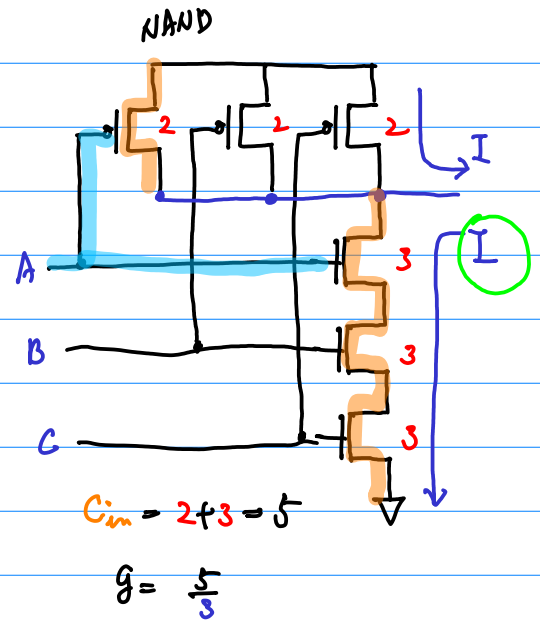 NAND
2 2 2
I
A 3 I
B 3
C 3
Cin = 2+3 = 5
g = 5/3